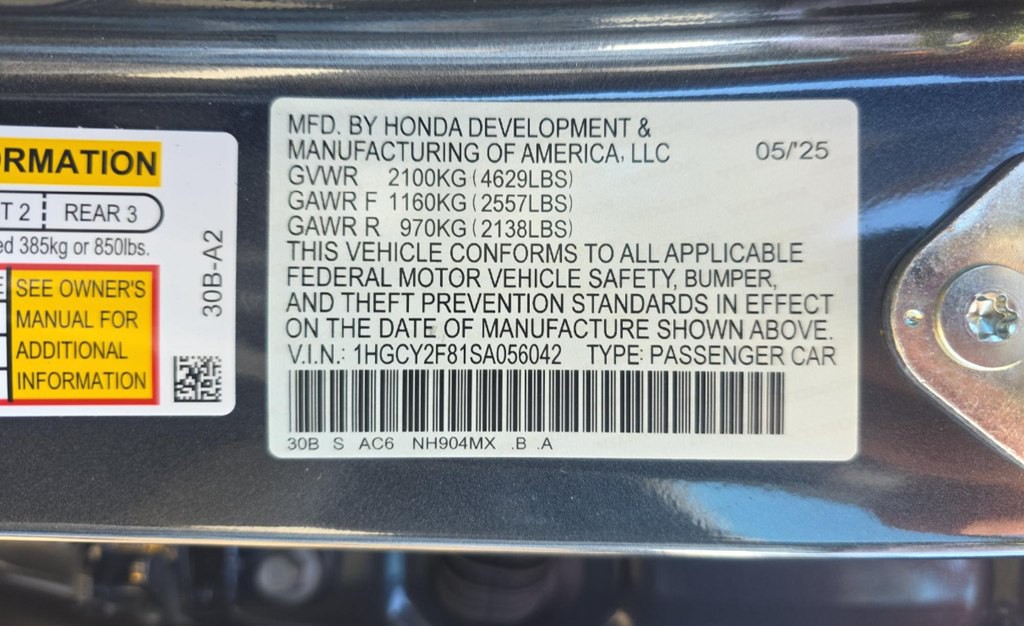 RMATION
T 2 REAR 3
ed 385kg or 850lbs.
SEE OWNER'S
MANUAL FOR
ADDITIONAL
INFORMATION
30B-A2
MFD. BY HONDA DEVELOPMENT &
MANUFACTURING OF AMERICA, LLC 05/'25
GVWR 2100KG (4629LBS)
GAWR F 1160KG (2557LBS)
GAWR R 970KG (2138LBS)
THIS VEHICLE CONFORMS TO ALL APPLICABLE
FEDERAL MOTOR VEHICLE SAFETY, BUMPER,
AND THEFT PREVENTION STANDARDS IN EFFECT
ON THE DATE OF MANUFACTURE SHOWN ABOVE.
V.I.N.: 1HGCY2F81SA056042 TYPE: PASSENGER CAR
30B S AC6 NH904MX .B .A